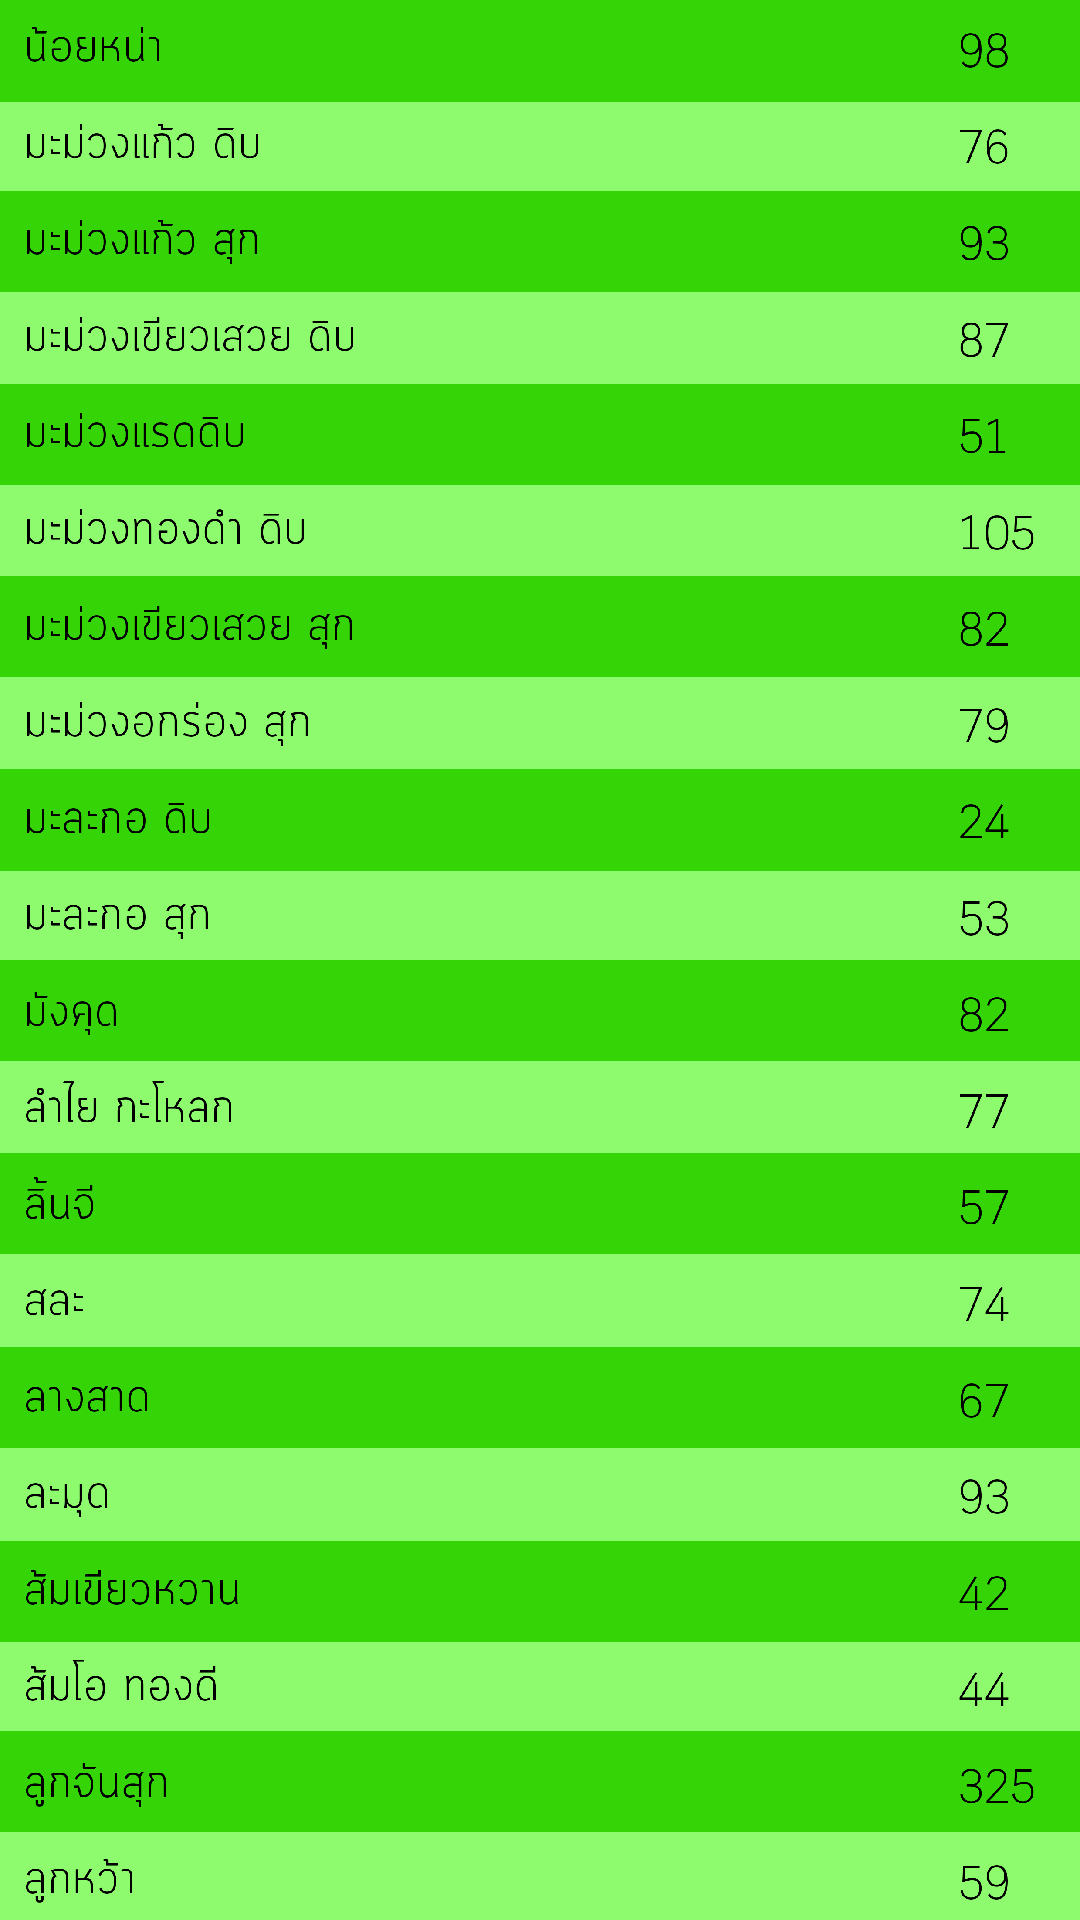 น้อยหน่า 98
มะม่วงแก้ว ดิบ 76
มะม่วงแก้ว สุก 93
มะม่วงเขียวเสวย ดิบ 87
มะม่วงแรดดิบ 51
มะม่วงทองดำ ดิบ 105
มะม่วงเขียวเสวย สุก 82
มะม่วงอกร่อง สุก 79
มะละกอ ดิบ 24
มะละกอ สุก 53
มังคุด 82
ลำไย กะโหลก 77
ลิ้นจี 57
สละ 74
ลางสาด 67
ละมุด 93
ส้มเขียวหวาน 42
ส้มโอ ทองดี 44
ลูกจันสุก 325
ลูกหว้า 59